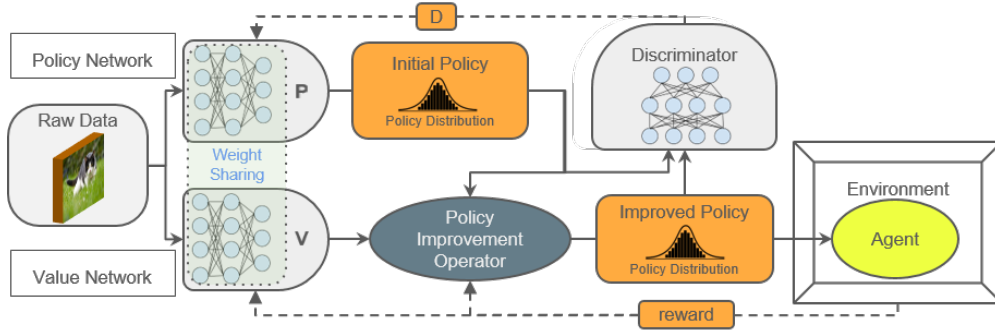 D
Policy Network
P
Initial Policy
Policy Distribution
Discriminator
Raw Data
Weight
Sharing
Environment
Agent
V
Policy
Improvement
Operator
Improved Policy
Policy Distribution
Value Network
reward